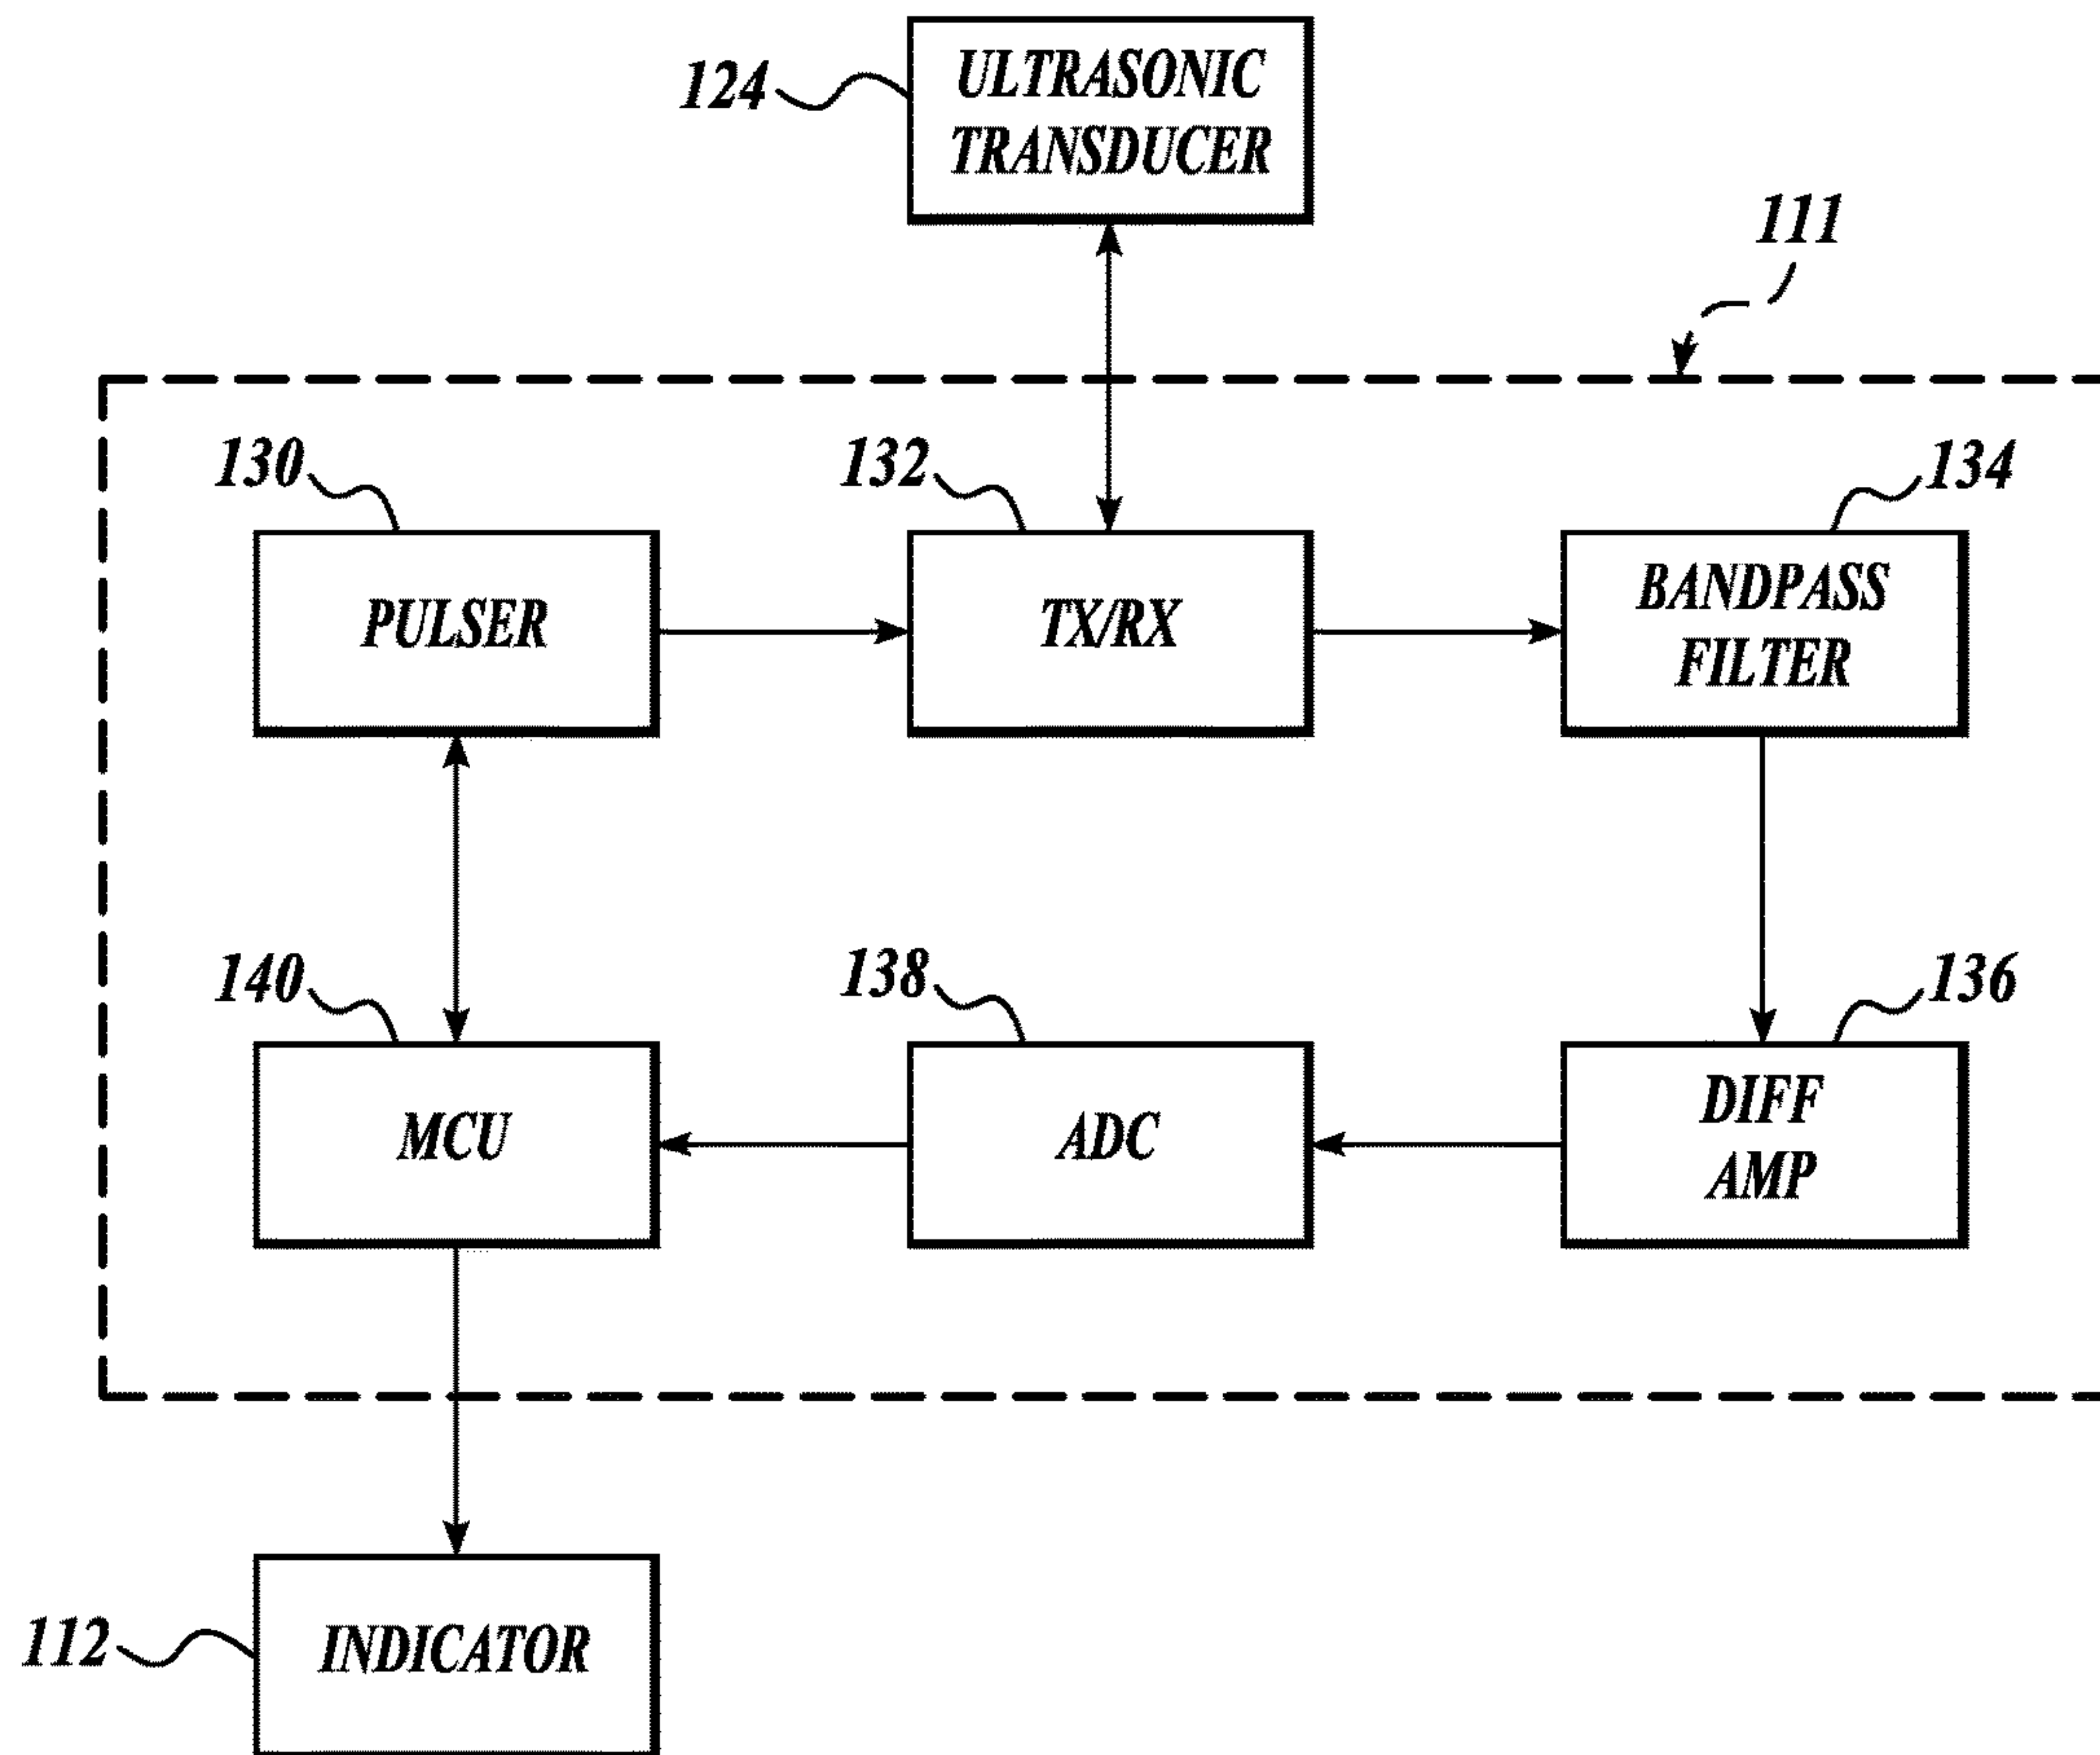 124
ULTRASONIC
TRANSDUCER
111
130
132
134
PULSER
TX/RX
BANDPASS
FILTER
140
138
136
MCU
ADC
DIFF
AMP
112
INDICATOR